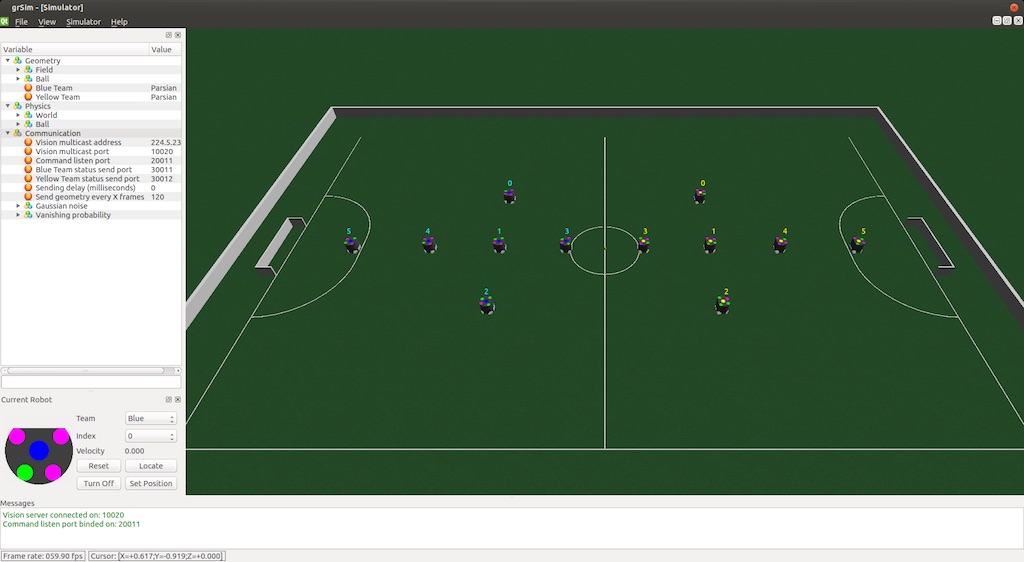 grSim - [Simulator]
Qt File View Simulator Help
Variable Value
Geometry
Field
Ball
Blue Team Parsian
Yellow Team Parsian
Physics
World
Ball
Communication
Vision multicast address 224.5.23
Vision multicast port 10020
Command listen port 20011
Blue Team status send port 30011
Yellow Team status send port 30012
Sending delay (milliseconds) 0
Send geometry every X frames 120
Gaussian noise
Vanishing probability
0 0
5 4 1 3 3 1 4 5
2 2
Current Robot
Team Blue
Index 0
Velocity 0.000
Reset Locate
Turn Off Set Position
Messages
Vision server connected on: 10020
Command listen port binded on: 20011
Frame rate: 059.90 fps Cursor: [X=+0.617;Y=-0.919;Z=+0.000]